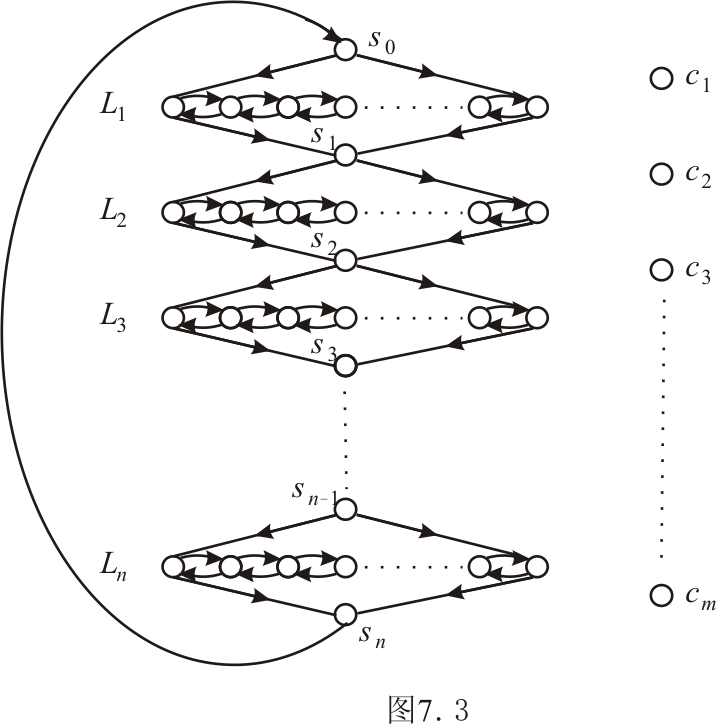 s₀
c₁
L₁
s₁
c₂
L₂
s₂
c₃
L₃
s₃
sₙ₋₁
Lₙ
cₘ
sₙ
图7.3